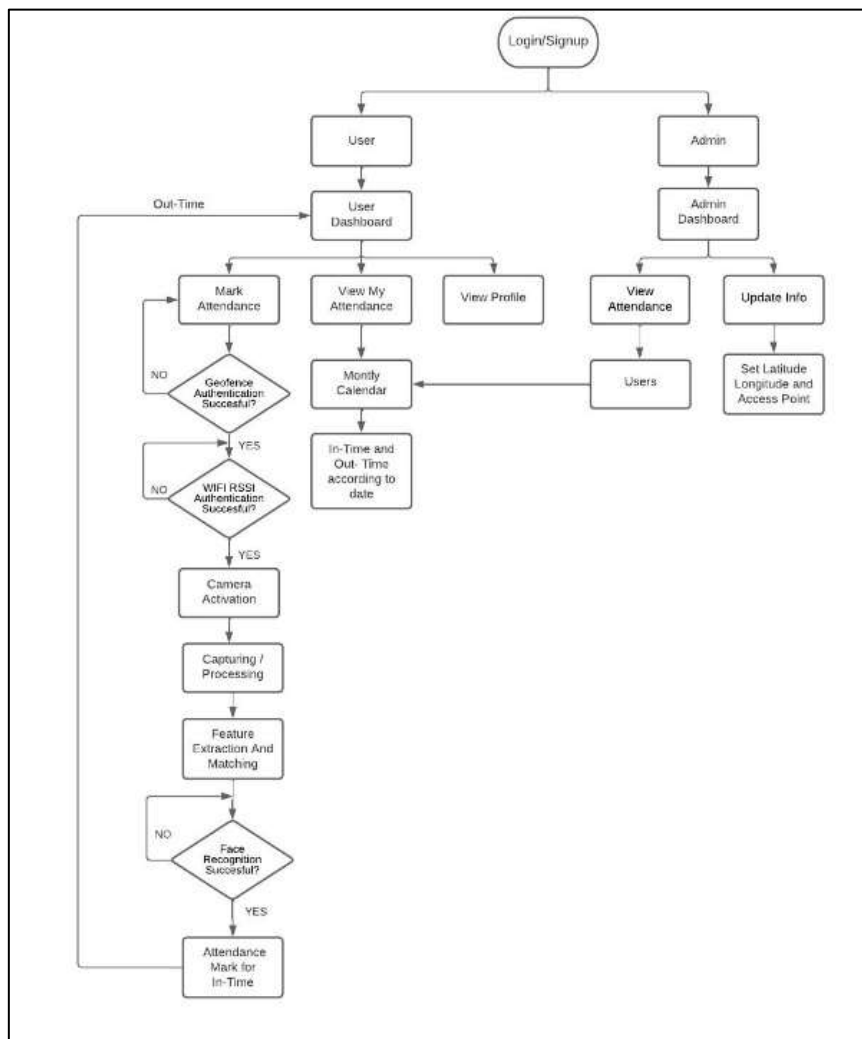 Login/Signup
User
Admin
Out-Time
User
Dashboard
Admin
Dashboard
Mark
Attendance
View My
Attendance
View Profile
View
Attendance
Update Info
NO
Geofence
Authentication
Succesful?
Montly
Calendar
Users
Set Latitude
Longitude and
Access Point
YES
In-Time and
Out- Time
according to
date
NO
WIFI RSSI
Authentication
Succesful?
YES
Camera
Activation
Capturing /
Processing
Feature
Extraction And
Matching
NO
Face
Recognition
Succesful?
YES
Attendance
Mark for
In-Time